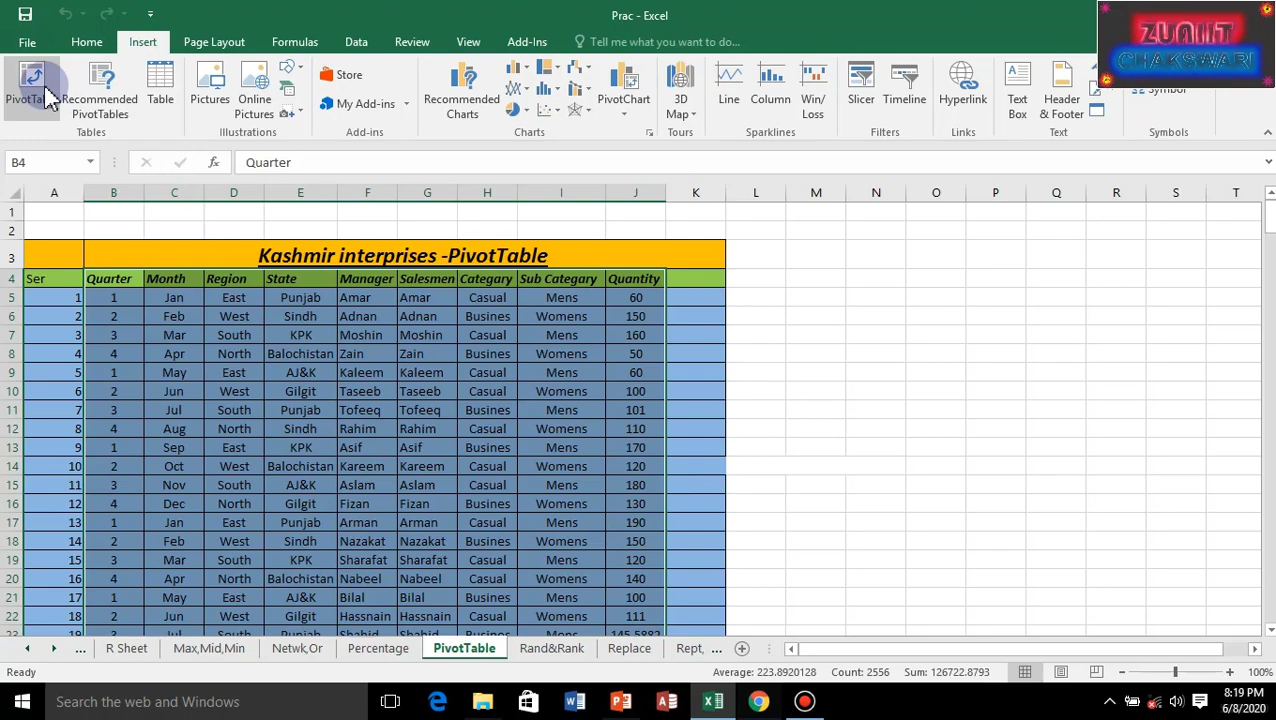 Prac - Excel
ZUAIIT
CHAKSWARI
File Home Insert Page Layout Formulas Data Review View Add-Ins Tell me what you want to do...
Store
My Add-ins
Recommended PivotTables
Table
Pictures
Online Pictures
Recommended Charts
PivotChart
3D Map
Line
Column
Win/ Loss
Slicer
Timeline
Hyperlink
Text Box
Header & Footer
Tables Illustrations Add-ins Charts Tours Sparklines Filters Links Text Symbols
B4 fx Quarter
A B C D E F G H I J K L M N O P Q R S T
1
2
3 Kashmir interprises -PivotTable
4 Ser Quarter Month Region State Manager Salesmen Category Sub Category Quantity
5 1 1 Jan East Punjab Amar Amar Casual Mens 60
6 2 2 Feb West Sindh Adnan Adnan Busines Womens 150
7 3 3 Mar South KPK Moshin Moshin Casual Mens 160
8 4 4 Apr North Balochistan Zain Zain Busines Womens 50
9 5 1 May East AJ&K Kaleem Kaleem Casual Mens 60
10 6 2 Jun West Gilgit Taseeb Taseeb Casual Womens 100
11 7 3 Jul South Punjab Tofeeq Tofeeq Busines Mens 101
12 8 4 Aug North Sindh Rahim Rahim Casual Womens 110
13 9 1 Sep East KPK Asif Asif Busines Mens 170
14 10 2 Oct West Balochistan Kareem Kareem Casual Womens 120
15 11 3 Nov South AJ&K Aslam Aslam Casual Mens 180
16 12 4 Dec North Gilgit Fizan Fizan Busines Womens 130
17 13 1 Jan East Punjab Arman Arman Casual Mens 190
18 14 2 Feb West Sindh Nazakat Nazakat Busines Womens 150
19 15 3 Mar South KPK Sharafat Sharafat Casual Mens 120
20 16 4 Apr North Balochistan Nabeel Nabeel Casual Womens 140
21 17 1 May East AJ&K Bilal Bilal Busines Mens 100
22 18 2 Jun West Gilgit Hassnain Hassnain Casual Womens 111
23 19 3 Jul South Punjab Shahid Shahid Busines Mens 145.5882
... R Sheet Max,Mid,Min Netwk,Or Percentage PivotTable Rand&Rank Replace Rept, ...
Ready Average: 223.8920128 Count: 2556 Sum: 126722.8793 100%
Search Windows
8:19 PM
6/8/2020